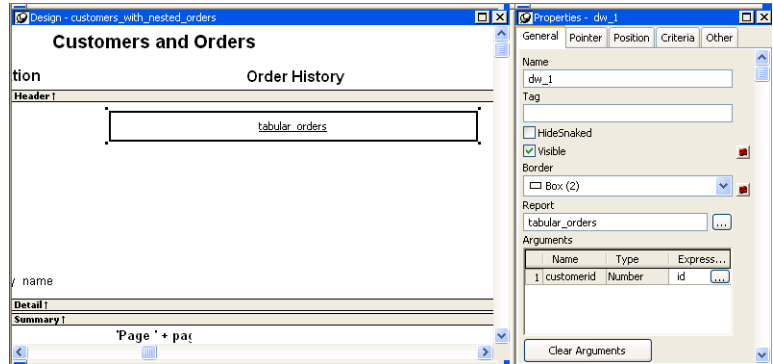 Design - customers_with_nested_orders
Customers and Orders
tion
Order History
Header ↑
tabular_orders
y name
Detail ↑
Summary ↑
'Page ' + pag
Properties - dw_1
General Pointer Position Criteria Other
Name
dw_1
Tag
HideSnaked
Visible
Border
Box (2)
Report
tabular_orders
...
Arguments
Name Type Express...
1 customerid Number id ...
Clear Arguments